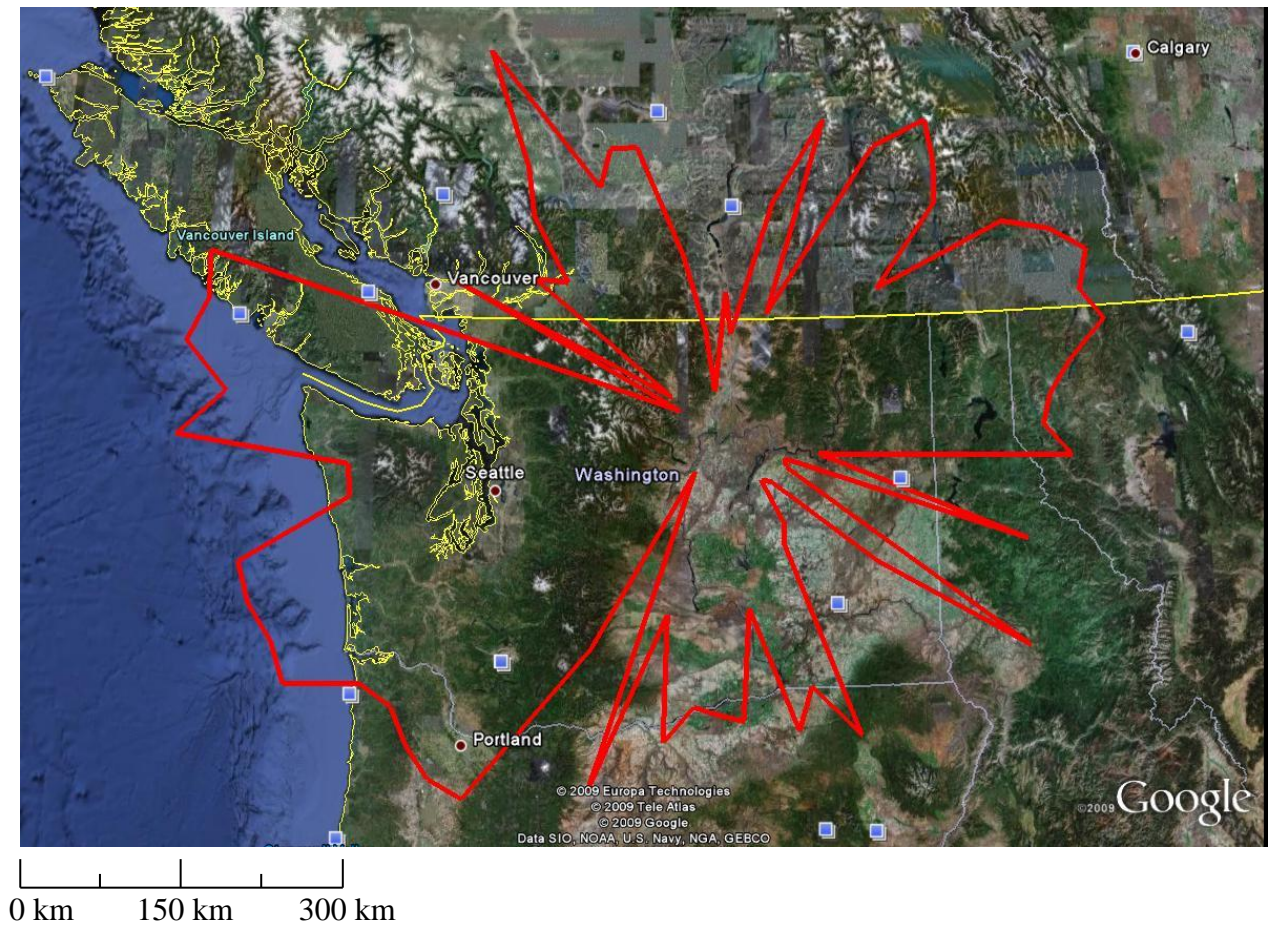 Calgary
Vancouver Island
Vancouver
Seattle
Washington
Portland
© 2009 Europa Technologies
© 2009 Tele Atlas
© 2009 Google
Data SIO, NOAA, U.S. Navy, NGA, GEBCO
©2009 Google
0 km 150 km 300 km